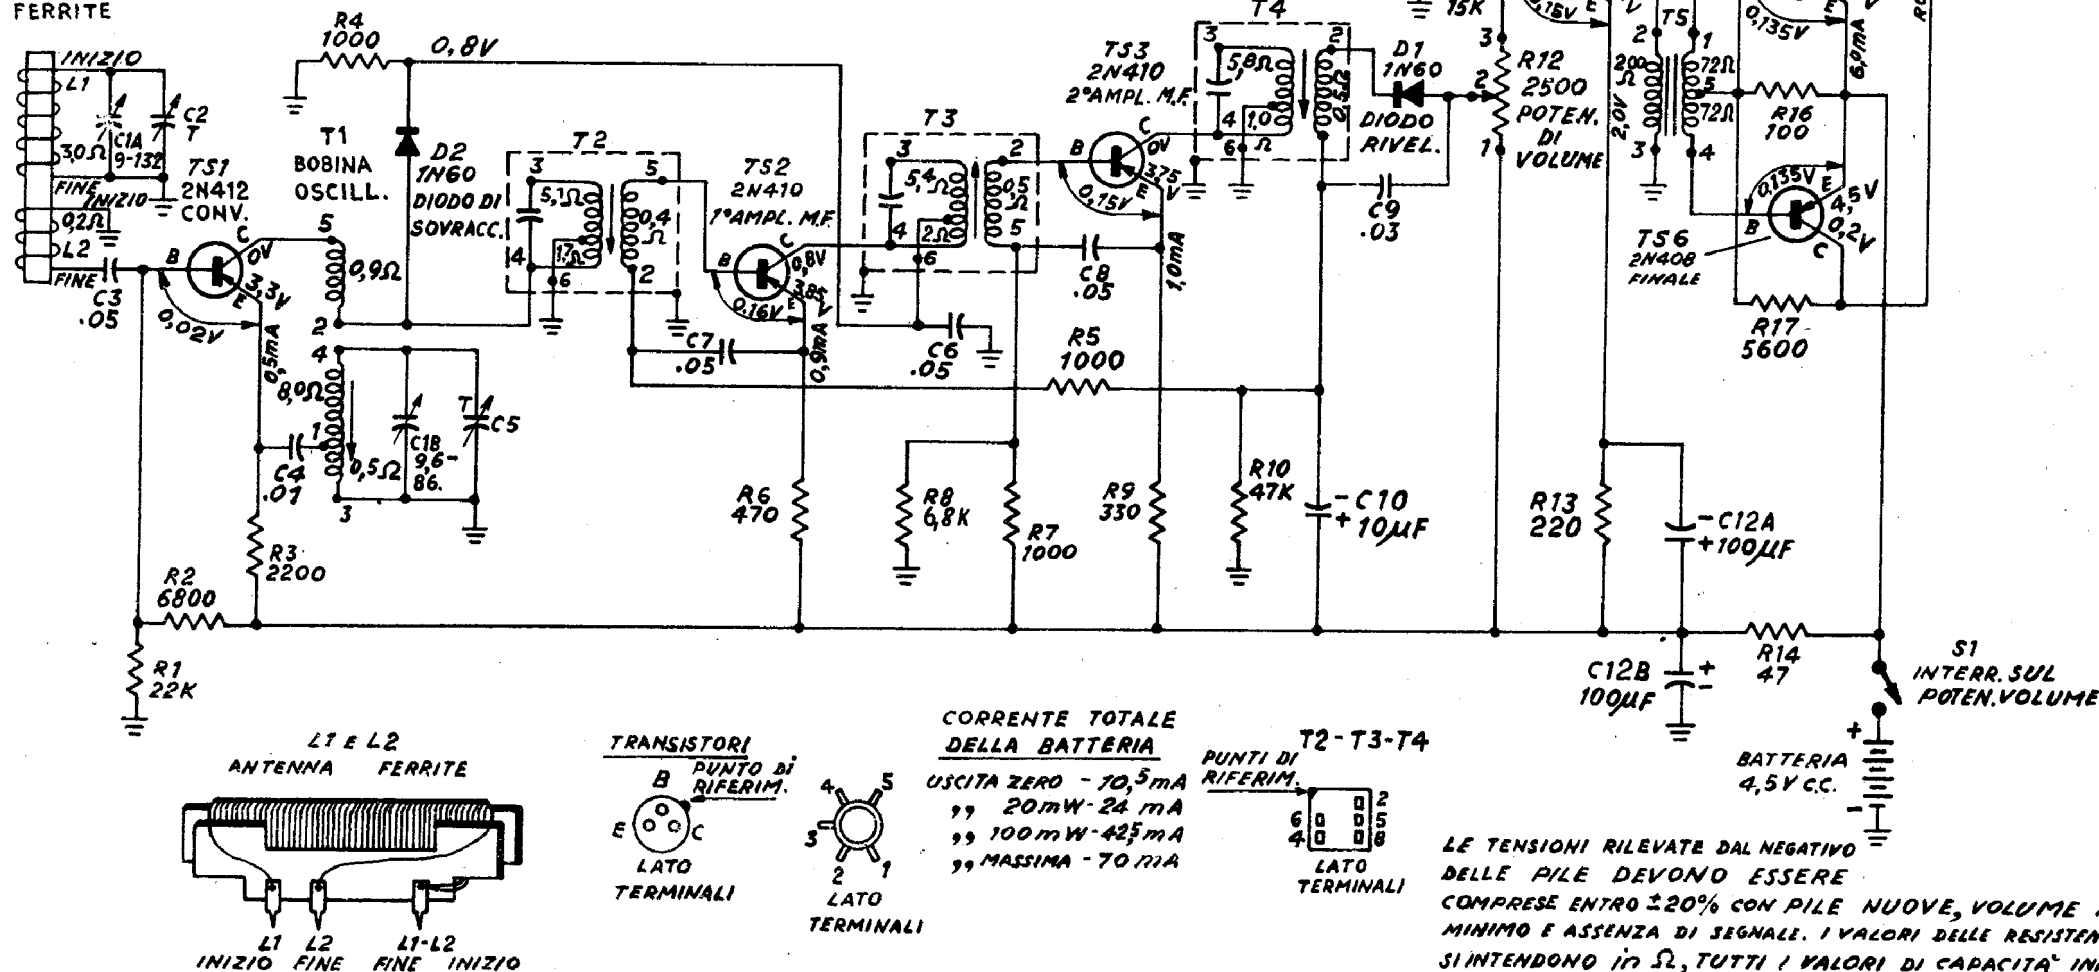 FERRITE
INIZIO
L1
C1A
9-132
3,0Ω
C2
T
FINE
INIZIO
0,2Ω
L2
FINE
C3
.05
R4
1000
0,8V
TS1
2N412
CONV.
B
C
0V
3,3V
E
0,02V
0,5mA
T1
BOBINA
OSCILL.
5
0,9Ω
2
4
8,0Ω
1
0,5Ω
3
C4
.01
C1B
9,6-
86.
T
C5
D2
1N60
DIODO DI
SOVRACC.
T2
3
5,1Ω
4
6
5
0,4
Ω
2
C7
.05
TS2
2N410
1° AMPL. M.F.
B
C
0,8V
3,85
V
E
0.16V
0,9mA
T3
3
5,4Ω
4
2Ω
6
2
0,5
Ω
5
C6
.05
C8
.05
TS3
2N410
2° AMPL. M.F.
B
C
0V
3,75
V
E
0,15V
1,0mA
T4
3
5,8Ω
4
1,0
6
Ω
2
0,5Ω
D1
1N60
DIODO
RIVEL.
C9
.03
15K
3
2
1
R12
2500
POTEN.
DI
VOLUME
0,15V
E
T5
2
200
Ω
2,0V
3
1
72Ω
5
72Ω
4
0,135V
6,0mA
R16
100
0,135V
E
4,5V
0,2V
B
C
TS6
2N408
FINALE
R17
5600
R5
1000
R2
6800
R1
22K
R3
2200
R6
470
R8
6,8K
R7
1000
R9
330
R10
47K
- C10
+ 10µF
R13
220
- C12A
+ 100µF
C12B
100µF
+
-
R14
47
S1
INTERR. SUL
POTEN. VOLUME
+
BATTERIA
4,5V C.C.
-
L1 E L2
ANTENNA FERRITE
L1 L2 L1-L2
INIZIO FINE FINE INIZIO
TRANSISTORI
PUNTO Di
RIFERIM.
B
E
C
LATO
TERMINALI
4
5
3
2
1
LATO
TERMINALI
CORRENTE TOTALE
DELLA BATTERIA
USCITA ZERO - 10,5mA
,, 20mW - 24 mA
,, 100mW - 42,5mA
,, MASSIMA - 70 mA
T2 - T3 - T4
PUNTI DI
RIFERIM.
6
4
2
5
LATO
TERMINALI
LE TENSIONI RILEVATE DAL NEGATIVO
DELLE PILE DEVONO ESSERE
COMPRESE ENTRO ±20% CON PILE NUOVE, VOLUME
MINIMO E ASSENZA DI SEGNALE. I VALORI DELLE RESISTEN
SI INTENDONO in Ω, TUTTI I VALORI DI CAPACITA' IN